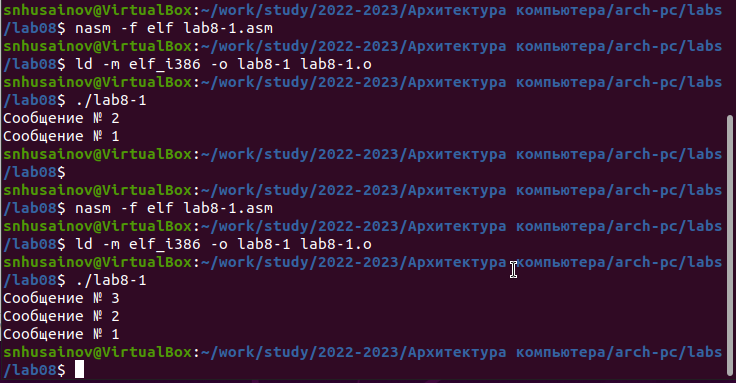 snhusainov@VirtualBox:~/work/study/2022-2023/Архитектура компьютера/arch-pc/labs
/lab08$ nasm -f elf lab8-1.asm
snhusainov@VirtualBox:~/work/study/2022-2023/Архитектура компьютера/arch-pc/labs
/lab08$ ld -m elf_i386 -o lab8-1 lab8-1.o
snhusainov@VirtualBox:~/work/study/2022-2023/Архитектура компьютера/arch-pc/labs
/lab08$ ./lab8-1
Сообщение № 2
Сообщение № 1
snhusainov@VirtualBox:~/work/study/2022-2023/Архитектура компьютера/arch-pc/labs
/lab08$
snhusainov@VirtualBox:~/work/study/2022-2023/Архитектура компьютера/arch-pc/labs
/lab08$ nasm -f elf lab8-1.asm
snhusainov@VirtualBox:~/work/study/2022-2023/Архитектура компьютера/arch-pc/labs
/lab08$ ld -m elf_i386 -o lab8-1 lab8-1.o
snhusainov@VirtualBox:~/work/study/2022-2023/Архитектура компьютера/arch-pc/labs
/lab08$ ./lab8-1
Сообщение № 3
Сообщение № 2
Сообщение № 1
snhusainov@VirtualBox:~/work/study/2022-2023/Архитектура компьютера/arch-pc/labs
/lab08$